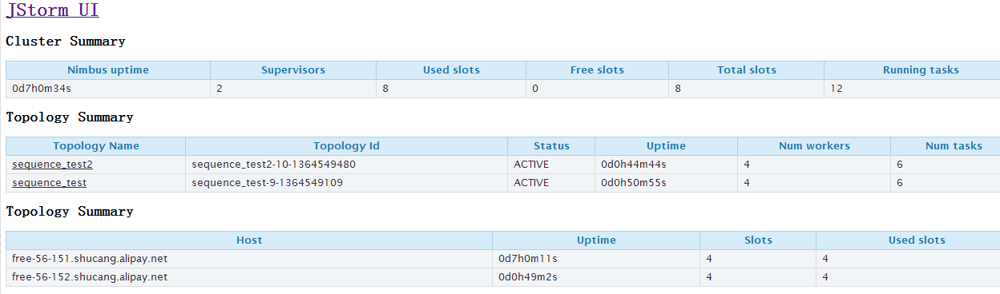 JStorm UI
Cluster Summary
Nimbus uptime Supervisors Used slots Free slots Total slots Running tasks
0d7h0m34s 2 8 0 8 12
Topology Summary
Topology Name Topology Id Status Uptime Num workers Num tasks
sequence_test2 sequence_test2-10-1364549480 ACTIVE 0d0h44m44s 4 6
sequence_test sequence_test-9-1364549109 ACTIVE 0d0h50m55s 4 6
Topology Summary
Host Uptime Slots Used slots
free-56-151.shucang.alipay.net 0d7h0m11s 4 4
free-56-152.shucang.alipay.net 0d0h49m2s 4 4